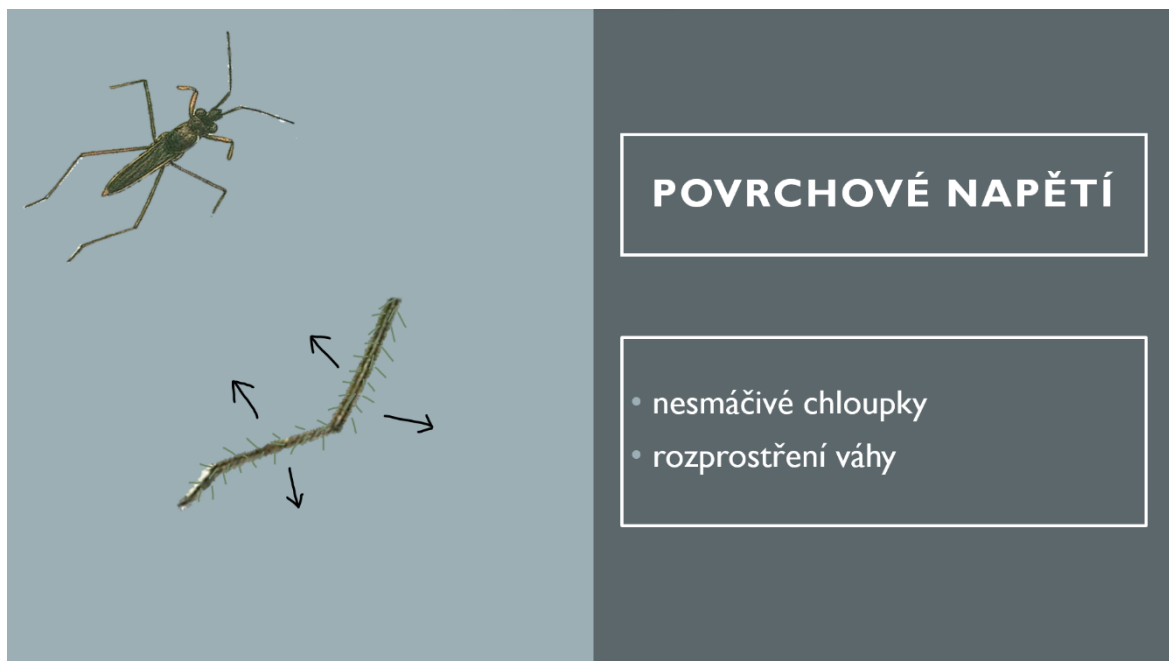 POVRCHOVÉ NAPĚTÍ
• nesmáčivé chloupky
• rozprostření váhy